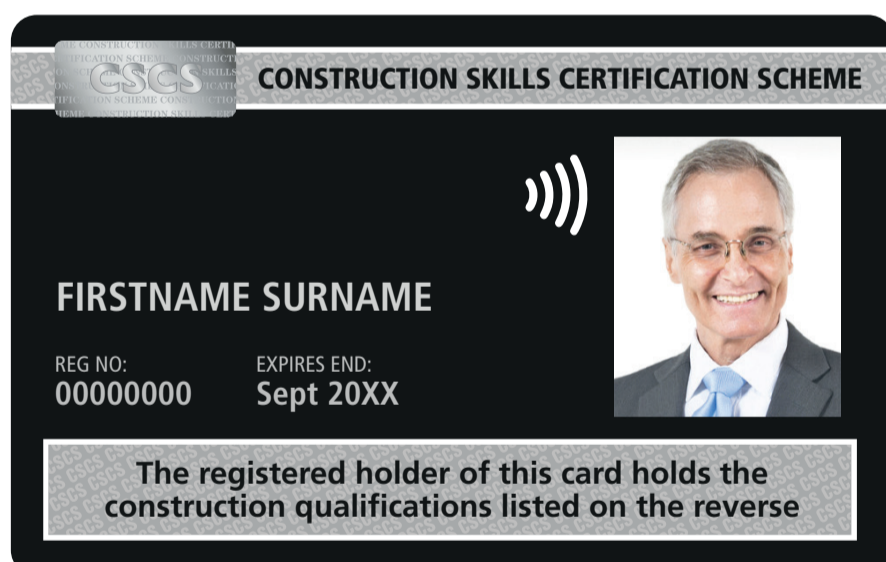 CSCS
CONSTRUCTION SKILLS CERTIFICATION SCHEME
FIRSTNAME SURNAME
REG NO:
00000000
EXPIRES END:
Sept 20XX
The registered holder of this card holds the
construction qualifications listed on the reverse